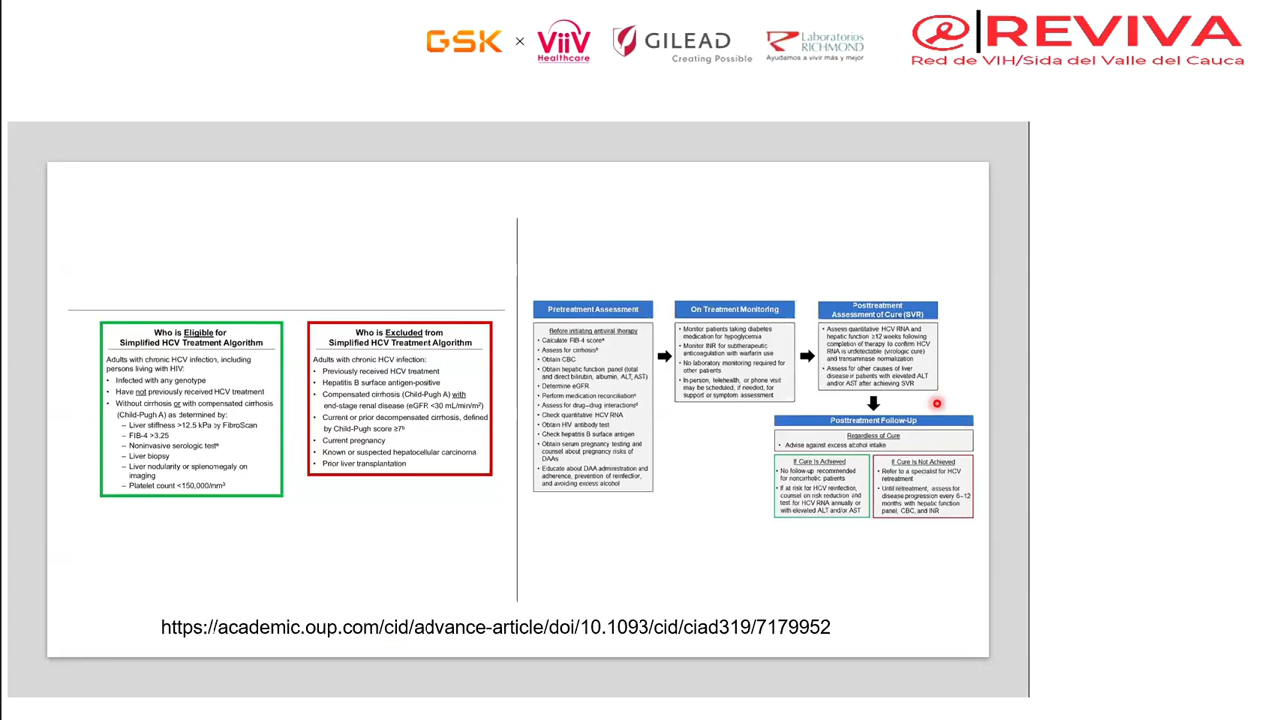 GSK × ViiV Healthcare
GILEAD
Creating Possible
Laboratorios
RICHMOND
Ayudamos a vivir más y mejor
REVIVA
Red de VIH/Sida del Valle del Cauca
Who is Eligible for
Simplified HCV Treatment Algorithm
Adults with chronic HCV infection, including
persons living with HIV:
• Infected with any genotype
• Have not previously received HCV treatment
• Without cirrhosis or with compensated cirrhosis
(Child-Pugh A) as determined by:
– Liver stiffness >12.5 kPa by FibroScan
– FIB-4 >3.25
– Noninvasive serologic testª
– Liver biopsy
– Liver nodularity or splenomegaly on
imaging
– Platelet count <150,000/mm³
Who is Excluded from
Simplified HCV Treatment Algorithm
Adults with chronic HCV infection:
• Previously received HCV treatment
• Hepatitis B surface antigen-positive
• Compensated cirrhosis (Child-Pugh A) with
end-stage renal disease (eGFR <30 mL/min/m²)
• Current or prior decompensated cirrhosis, defined
by Child-Pugh score ≥7ᵇ
• Current pregnancy
• Known or suspected hepatocellular carcinoma
• Prior liver transplantation
Pretreatment Assessment
Before initiating antiviral therapy
• Calculate FIB-4 scoreª
• Assess for cirrhosisᵇ
• Obtain CBC
• Obtain hepatic function panel (total
and direct bilirubin, albumin, ALT, AST)
• Determine eGFR
• Perform medication reconciliationᶜ
• Assess for drug–drug interactionsᵈ
• Check quantitative HCV RNA
• Obtain HIV antibody test
• Check hepatitis B surface antigen
• Obtain serum pregnancy testing and
counsel about pregnancy risks of
DAAs
• Educate about DAA administration and
adherence, prevention of reinfection,
and avoiding excess alcohol
On Treatment Monitoring
• Monitor patients taking diabetes
medication for hypoglycemia
• Monitor INR for subtherapeutic
anticoagulation with warfarin use
• No laboratory monitoring required for
other patients
• In-person, telehealth, or phone visit
may be scheduled, if needed, for
support or symptom assessment
Posttreatment
Assessment of Cure (SVR)
• Assess quantitative HCV RNA and
hepatic function ≥12 weeks following
completion of therapy to confirm HCV
RNA is undetectable (virologic cure) and
transaminase normalization
• Assess for other causes of liver
disease in patients with elevated ALT
and/or AST after achieving SVR
Posttreatment Follow-Up
Regardless of Cure
• Advise against excess alcohol intake
If Cure Is Achieved
• No follow-up recommended
for noncirrhotic patients
• If at risk for HCV reinfection,
counsel on risk reduction and
test for HCV RNA annually or
with elevated ALT and/or AST
If Cure Is Not Achieved
• Refer to a specialist for HCV
retreatment
• Until retreatment, assess for
disease progression every 6–12
months with hepatic function
panel, CBC, and INR
https://academic.oup.com/cid/advance-article/doi/10.1093/cid/ciad319/7179952